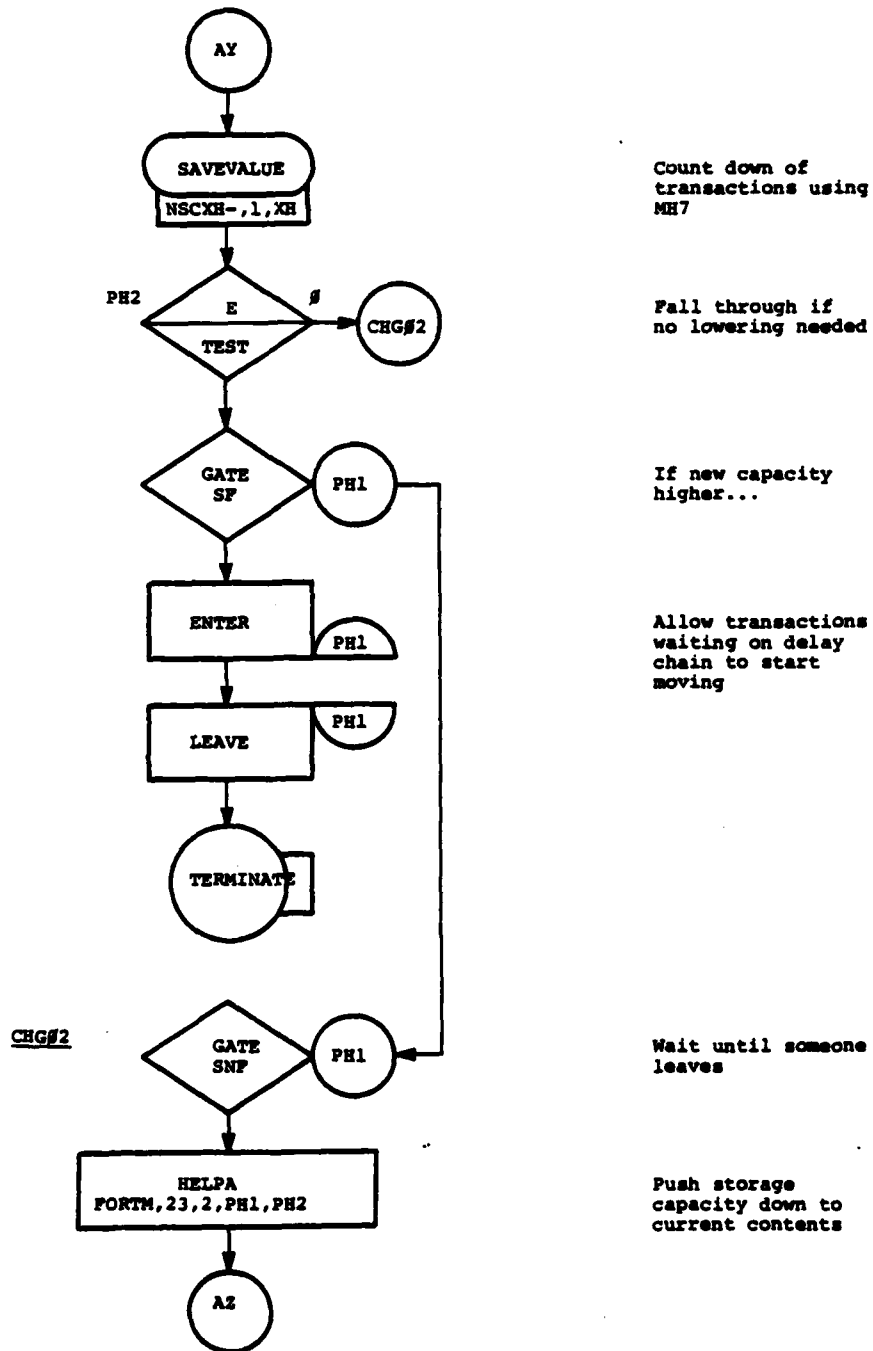 AY
SAVEVALUE
NSCXH-,1,XH
Count down of
transactions using
MH7
PH2
E
Ø
TEST
CHGØ2
Fall through if
no lowering needed
GATE
SF
PH1
If new capacity
higher...
ENTER
PH1
Allow transactions
waiting on delay
chain to start
moving
LEAVE
PH1
TERMINATE
CHGØ2
GATE
SNF
PH1
Wait until someone
leaves
HELPA
FORTM,23,2,PH1,PH2
Push storage
capacity down to
current contents
AZ